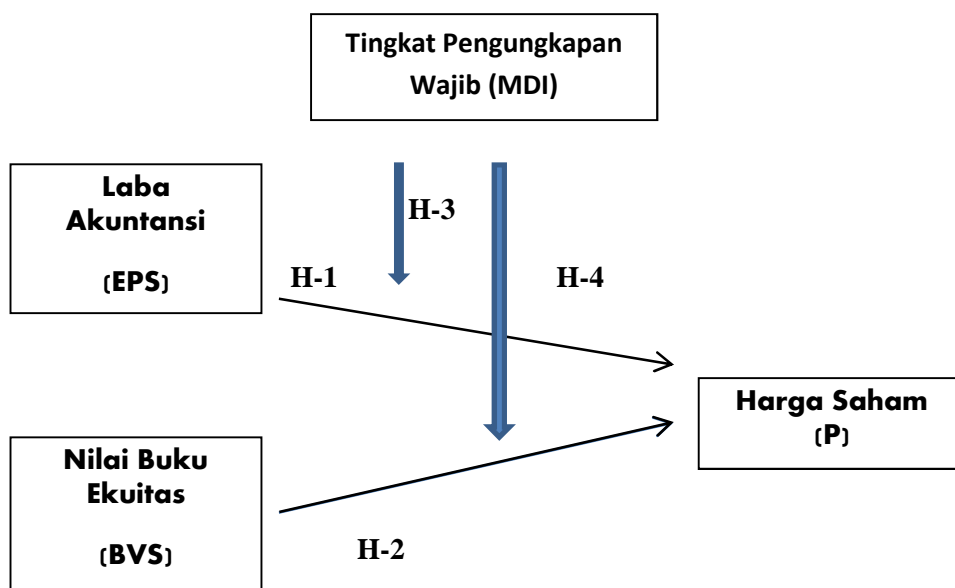 Tingkat Pengungkapan
Wajib (MDI)
Laba
Akuntansi
(EPS)
H-3
H-1
H-4
Harga Saham
(P)
Nilai Buku
Ekuitas
(BVS)
H-2